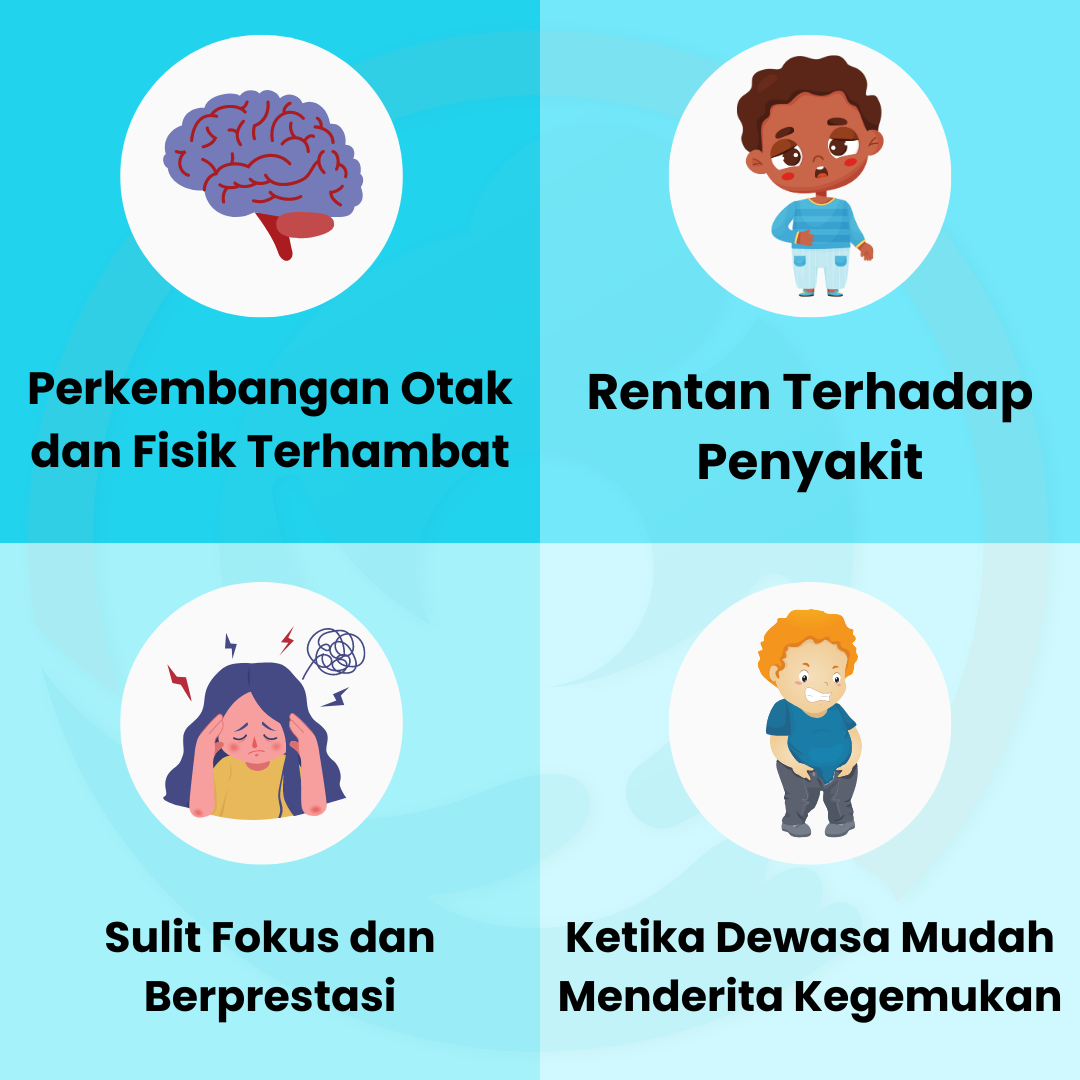 Perkembangan Otak
dan Fisik Terhambat
Rentan Terhadap
Penyakit
Sulit Fokus dan
Berprestasi
Ketika Dewasa Mudah
Menderita Kegemukan